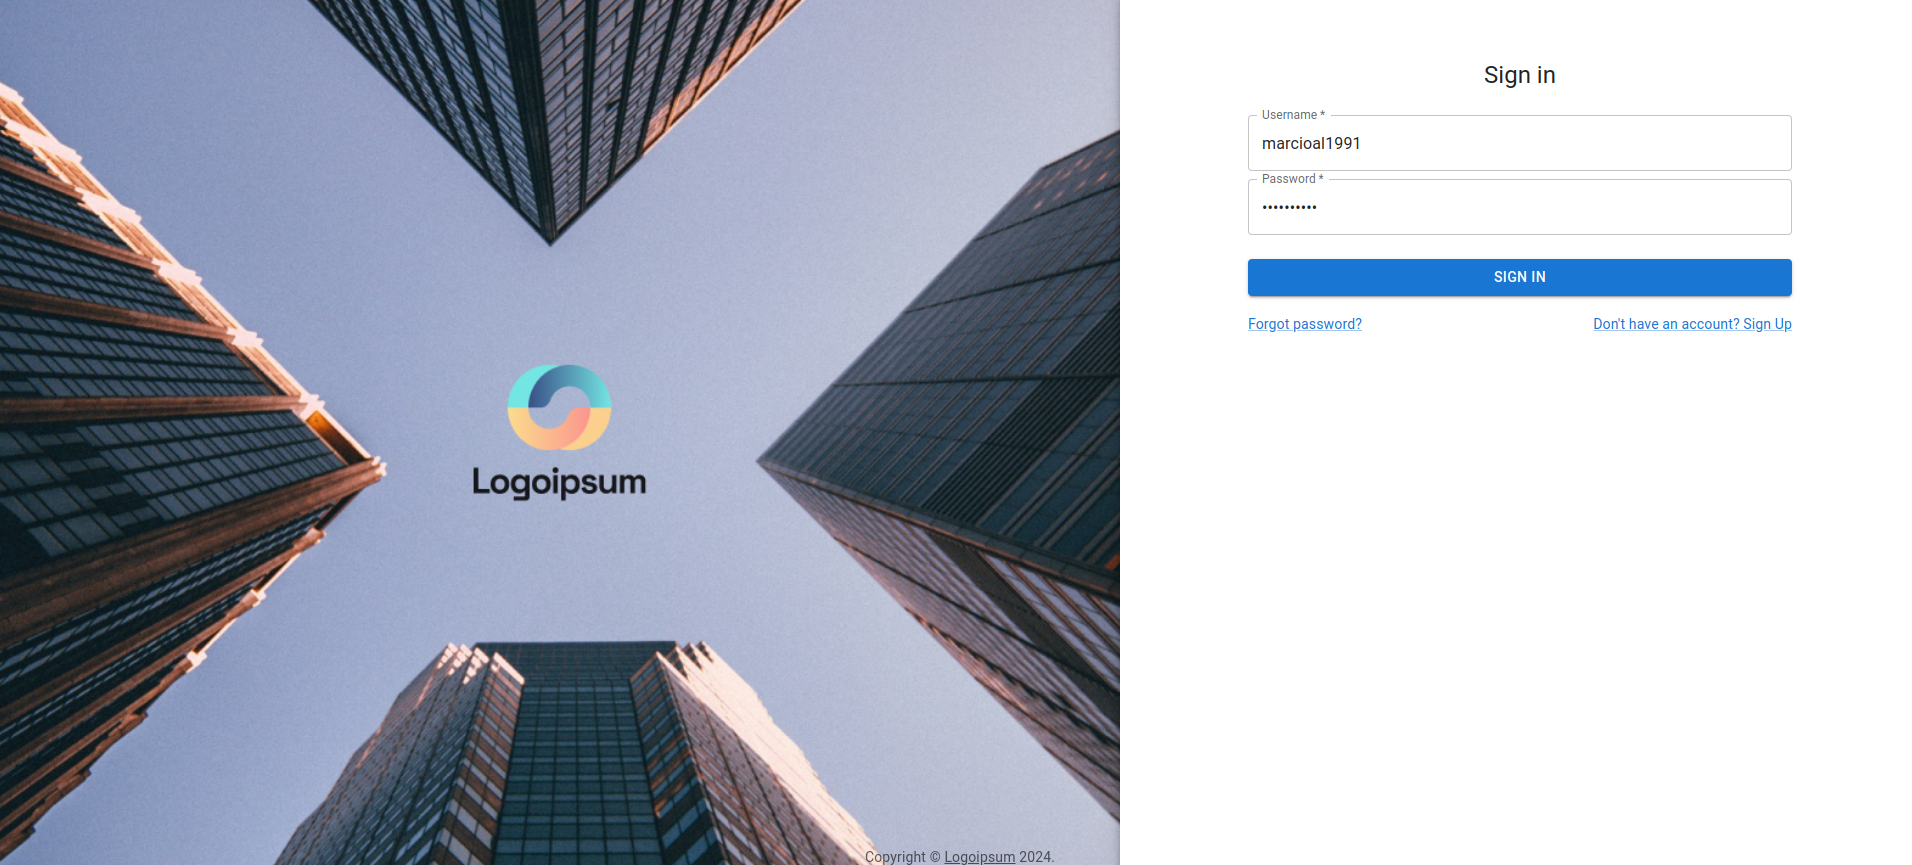 Sign in
Username *
marcioal1991
Password *
••••••••••
SIGN IN
Forgot password?
Don't have an account? Sign Up
Logoipsum
Copyright © Logoipsum 2024.